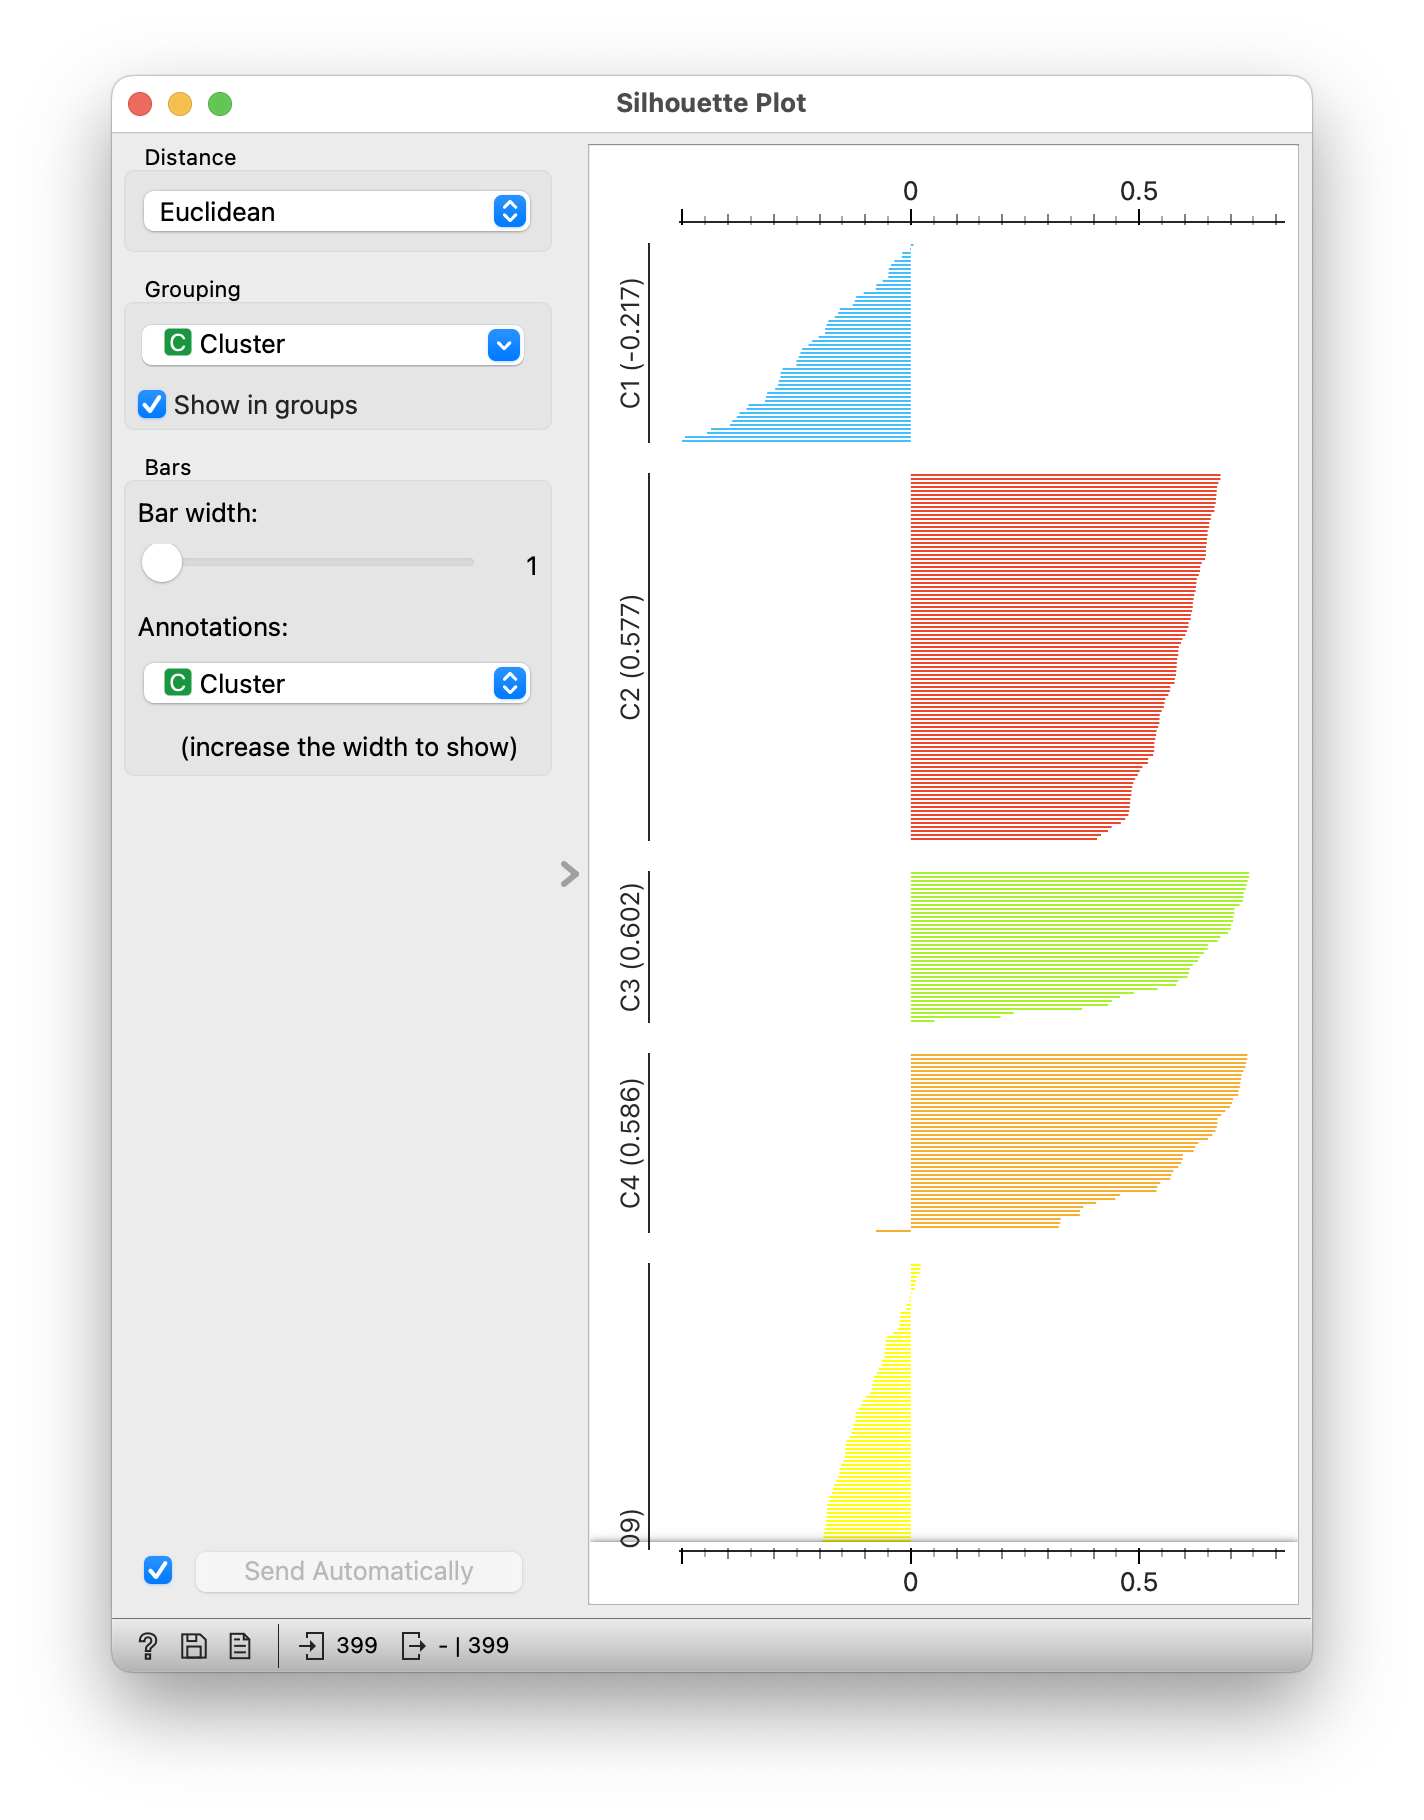 Silhouette Plot
Distance
Euclidean
Grouping
C Cluster
Show in groups
Bars
Bar width:
1
Annotations:
C Cluster
(increase the width to show)
Send Automatically
0 0.5
C1 (-0.217)
C2 (0.577)
C3 (0.602)
C4 (0.586)
09)
0 0.5
? 399 - | 399